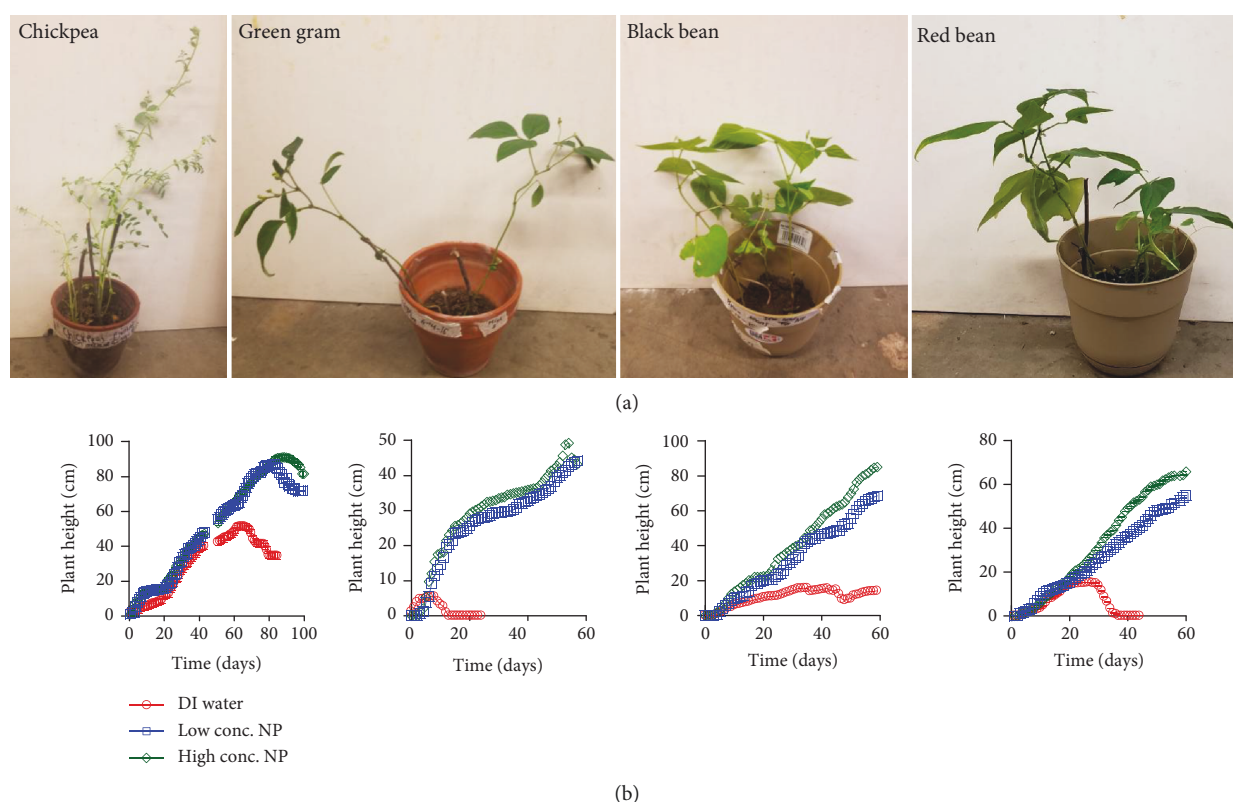 Chickpea
Green gram
Black bean
Red bean
(a)
100
80
60
40
20
0
Plant height (cm)
0 20 40 60 80 100
Time (days)
50
40
30
20
10
0
Plant height (cm)
0 20 40 60
Time (days)
100
80
60
40
20
0
Plant height (cm)
0 20 40 60
Time (days)
80
60
40
20
0
Plant height (cm)
0 20 40 60
Time (days)
DI water
Low conc. NP
High conc. NP
(b)